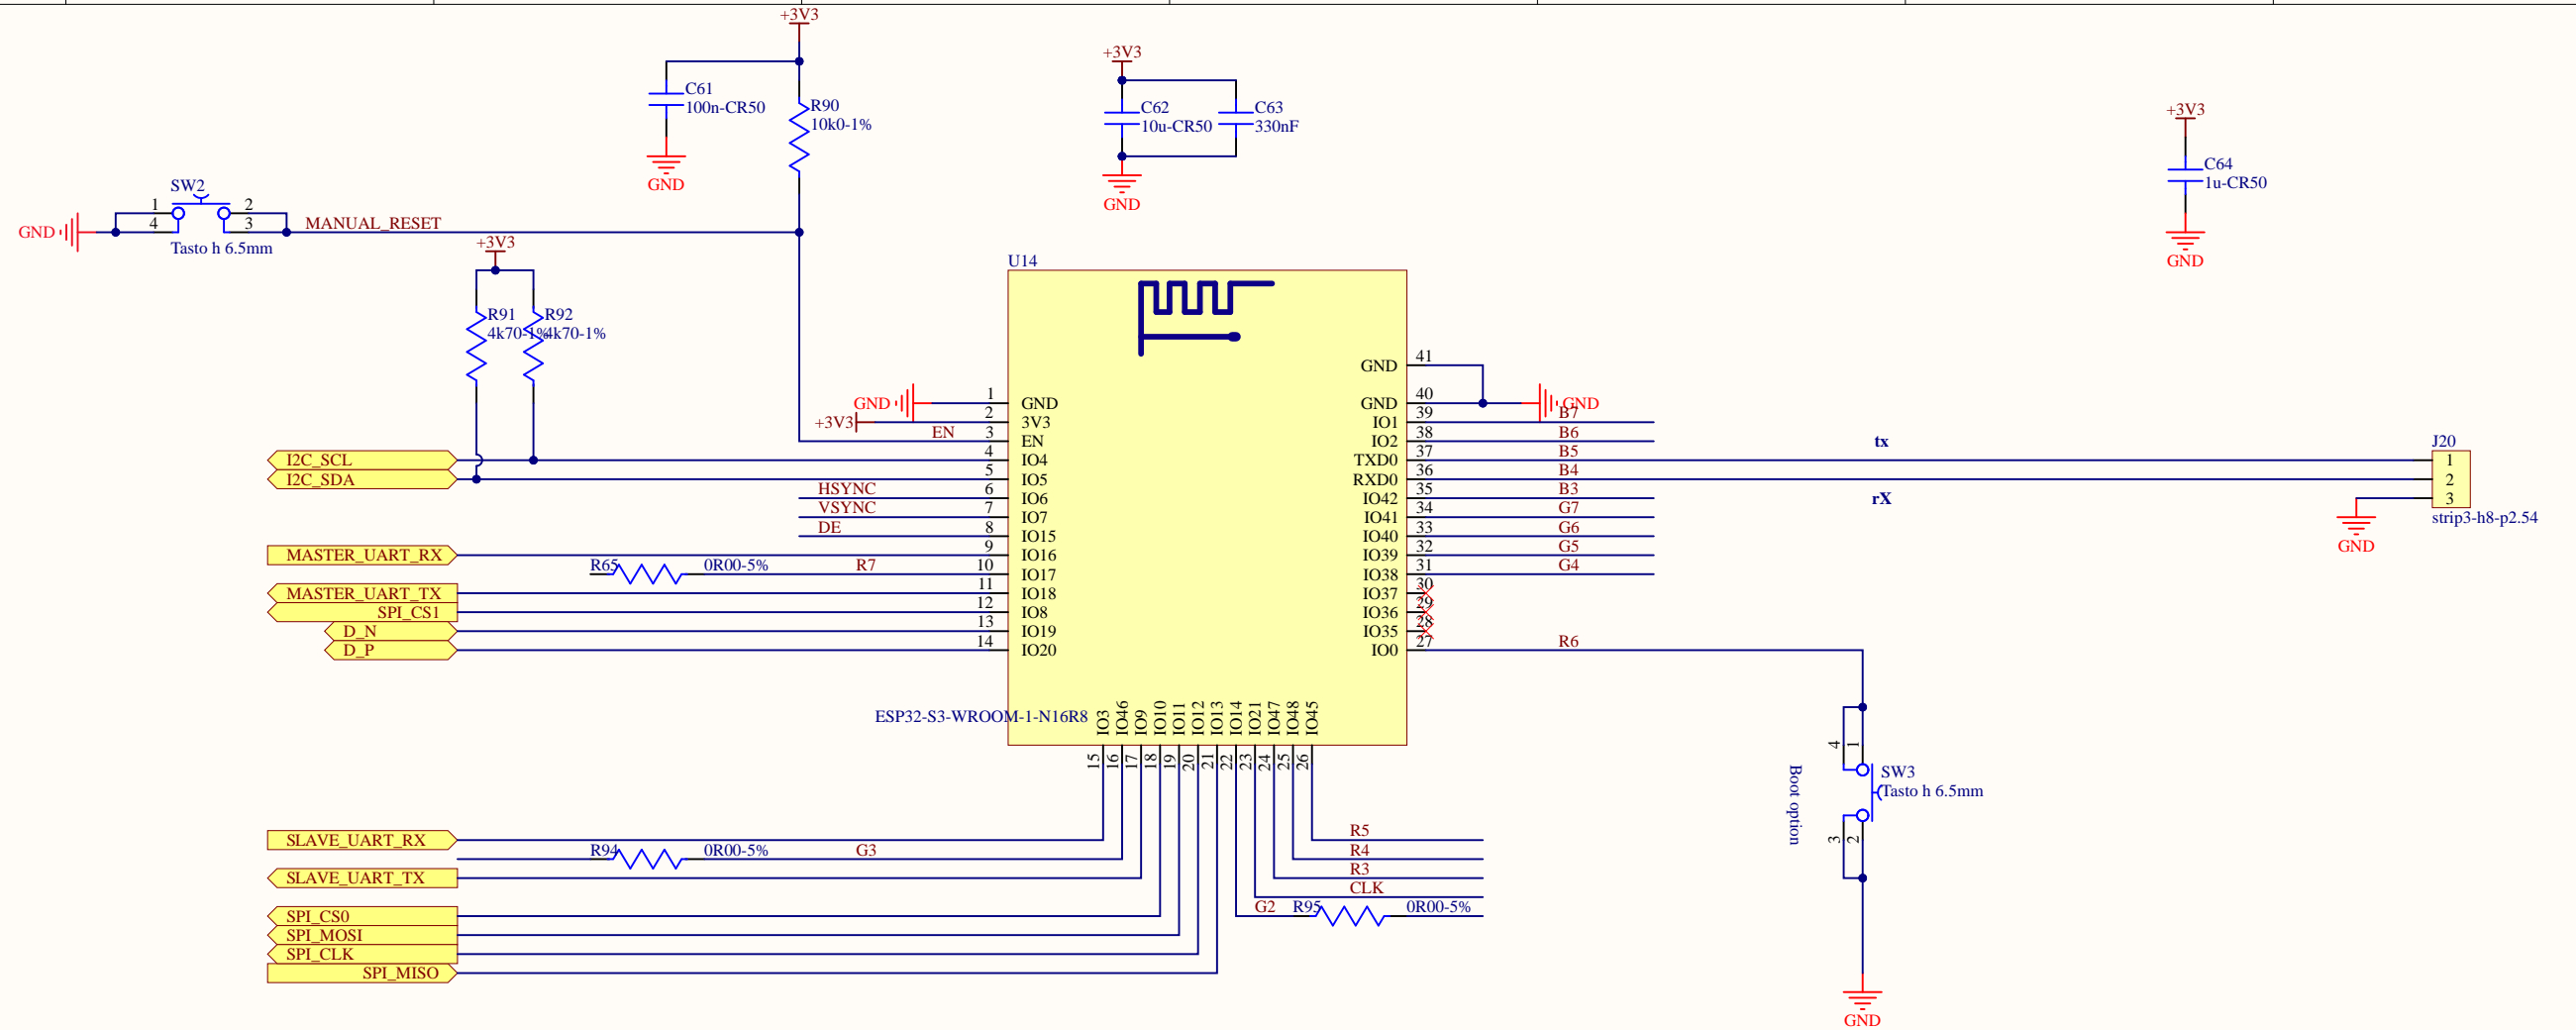 +3V3
C61
100n-CR50
GND
R90
10k0-1%
+3V3
C62
10u-CR50
C63
330nF
GND
+3V3
C64
1u-CR50
GND
SW2
1
2
GND
4
3
MANUAL_RESET
Tasto h 6.5mm
+3V3
R91
4k70-1%
R92
4k70-1%
U14
GND
1
GND
+3V3
2
3V3
EN
3
EN
I2C_SCL
4
IO4
I2C_SDA
5
IO5
HSYNC
6
IO6
VSYNC
7
IO7
DE
8
IO15
MASTER_UART_RX
9
IO16
R65
0R00-5%
R7
10
IO17
MASTER_UART_TX
11
IO18
SPI_CS1
12
IO8
D_N
13
IO19
D_P
14
IO20
GND
41
GND
40
GND
IO1
39
B7
IO2
38
B6
TXD0
37
B5
tx
RXD0
36
B4
rX
IO42
35
B3
IO41
34
G7
IO40
33
G6
IO39
32
G5
IO38
31
G4
IO37
30
IO36
29
IO35
28
IO0
27
R6
J20
1
2
3
strip3-h8-p2.54
GND
ESP32-S3-WROOM-1-N16R8
IO3
IO46
IO9
IO10
IO11
IO12
IO13
IO14
IO21
IO47
IO48
IO45
15
16
17
18
19
20
21
22
23
24
25
26
4
1
Boot option
SW3
Tasto h 6.5mm
3
2
GND
SLAVE_UART_RX
R94
0R00-5%
G3
SLAVE_UART_TX
SPI_CS0
SPI_MOSI
SPI_CLK
SPI_MISO
R5
R4
R3
CLK
G2
R95
0R00-5%